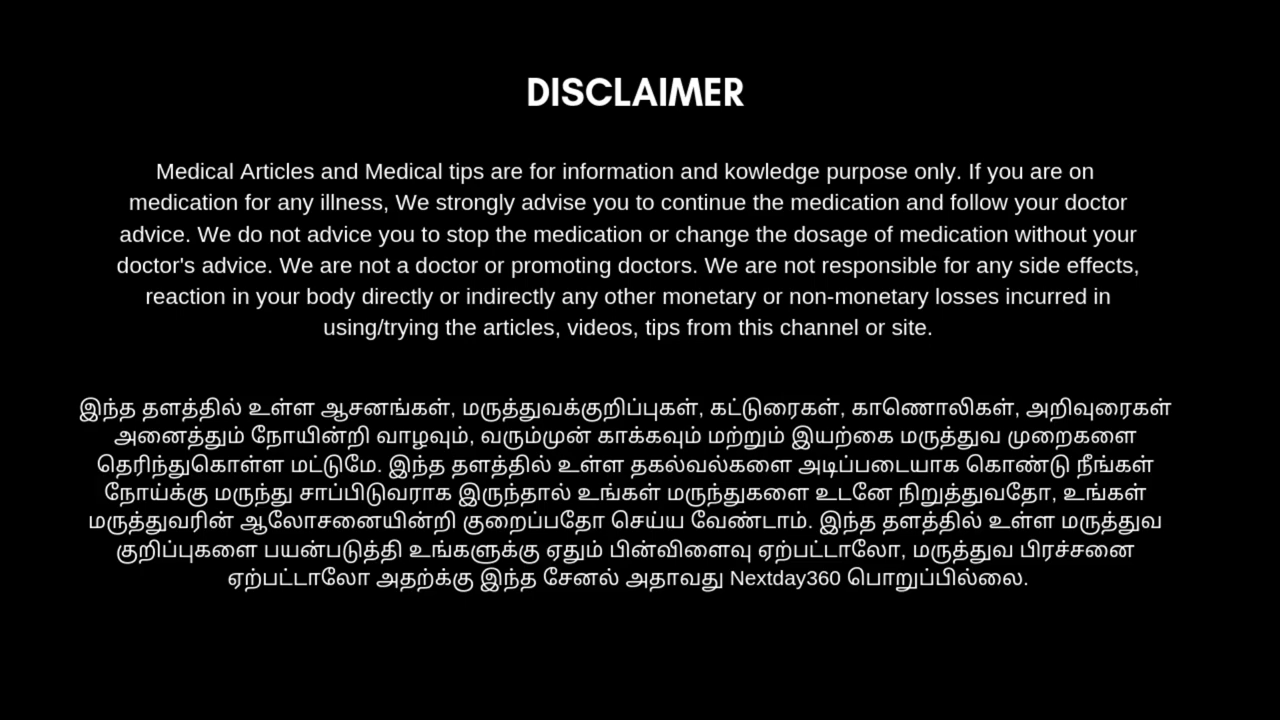 DISCLAIMER
Medical Articles and Medical tips are for information and kowledge purpose only. If you are on
medication for any illness, We strongly advise you to continue the medication and follow your doctor
advice. We do not advice you to stop the medication or change the dosage of medication without your
doctor's advice. We are not a doctor or promoting doctors. We are not responsible for any side effects,
reaction in your body directly or indirectly any other monetary or non-monetary losses incurred in
using/trying the articles, videos, tips from this channel or site.
இந்த தளத்தில் உள்ள ஆசனங்கள், மருத்துவக்குறிப்புகள், கட்டுரைகள், காணொலிகள், அறிவுரைகள்
அனைத்தும் நோயின்றி வாழவும், வரும்முன் காக்கவும் மற்றும் இயற்கை மருத்துவ முறைகளை
தெரிந்துகொள்ள மட்டுமே. இந்த தளத்தில் உள்ள தகல்வல்களை அடிப்படையாக கொண்டு நீங்கள்
நோய்க்கு மருந்து சாப்பிடுவராக இருந்தால் உங்கள் மருந்துகளை உடனே நிறுத்துவதோ, உங்கள்
மருத்துவரின் ஆலோசனையின்றி குறைப்பதோ செய்ய வேண்டாம். இந்த தளத்தில் உள்ள மருத்துவ
குறிப்புகளை பயன்படுத்தி உங்களுக்கு ஏதும் பின்விளைவு ஏற்பட்டாலோ, மருத்துவ பிரச்சனை
ஏற்பட்டாலோ அதற்க்கு இந்த சேனல் அதாவது Nextday360 பொறுப்பில்லை.